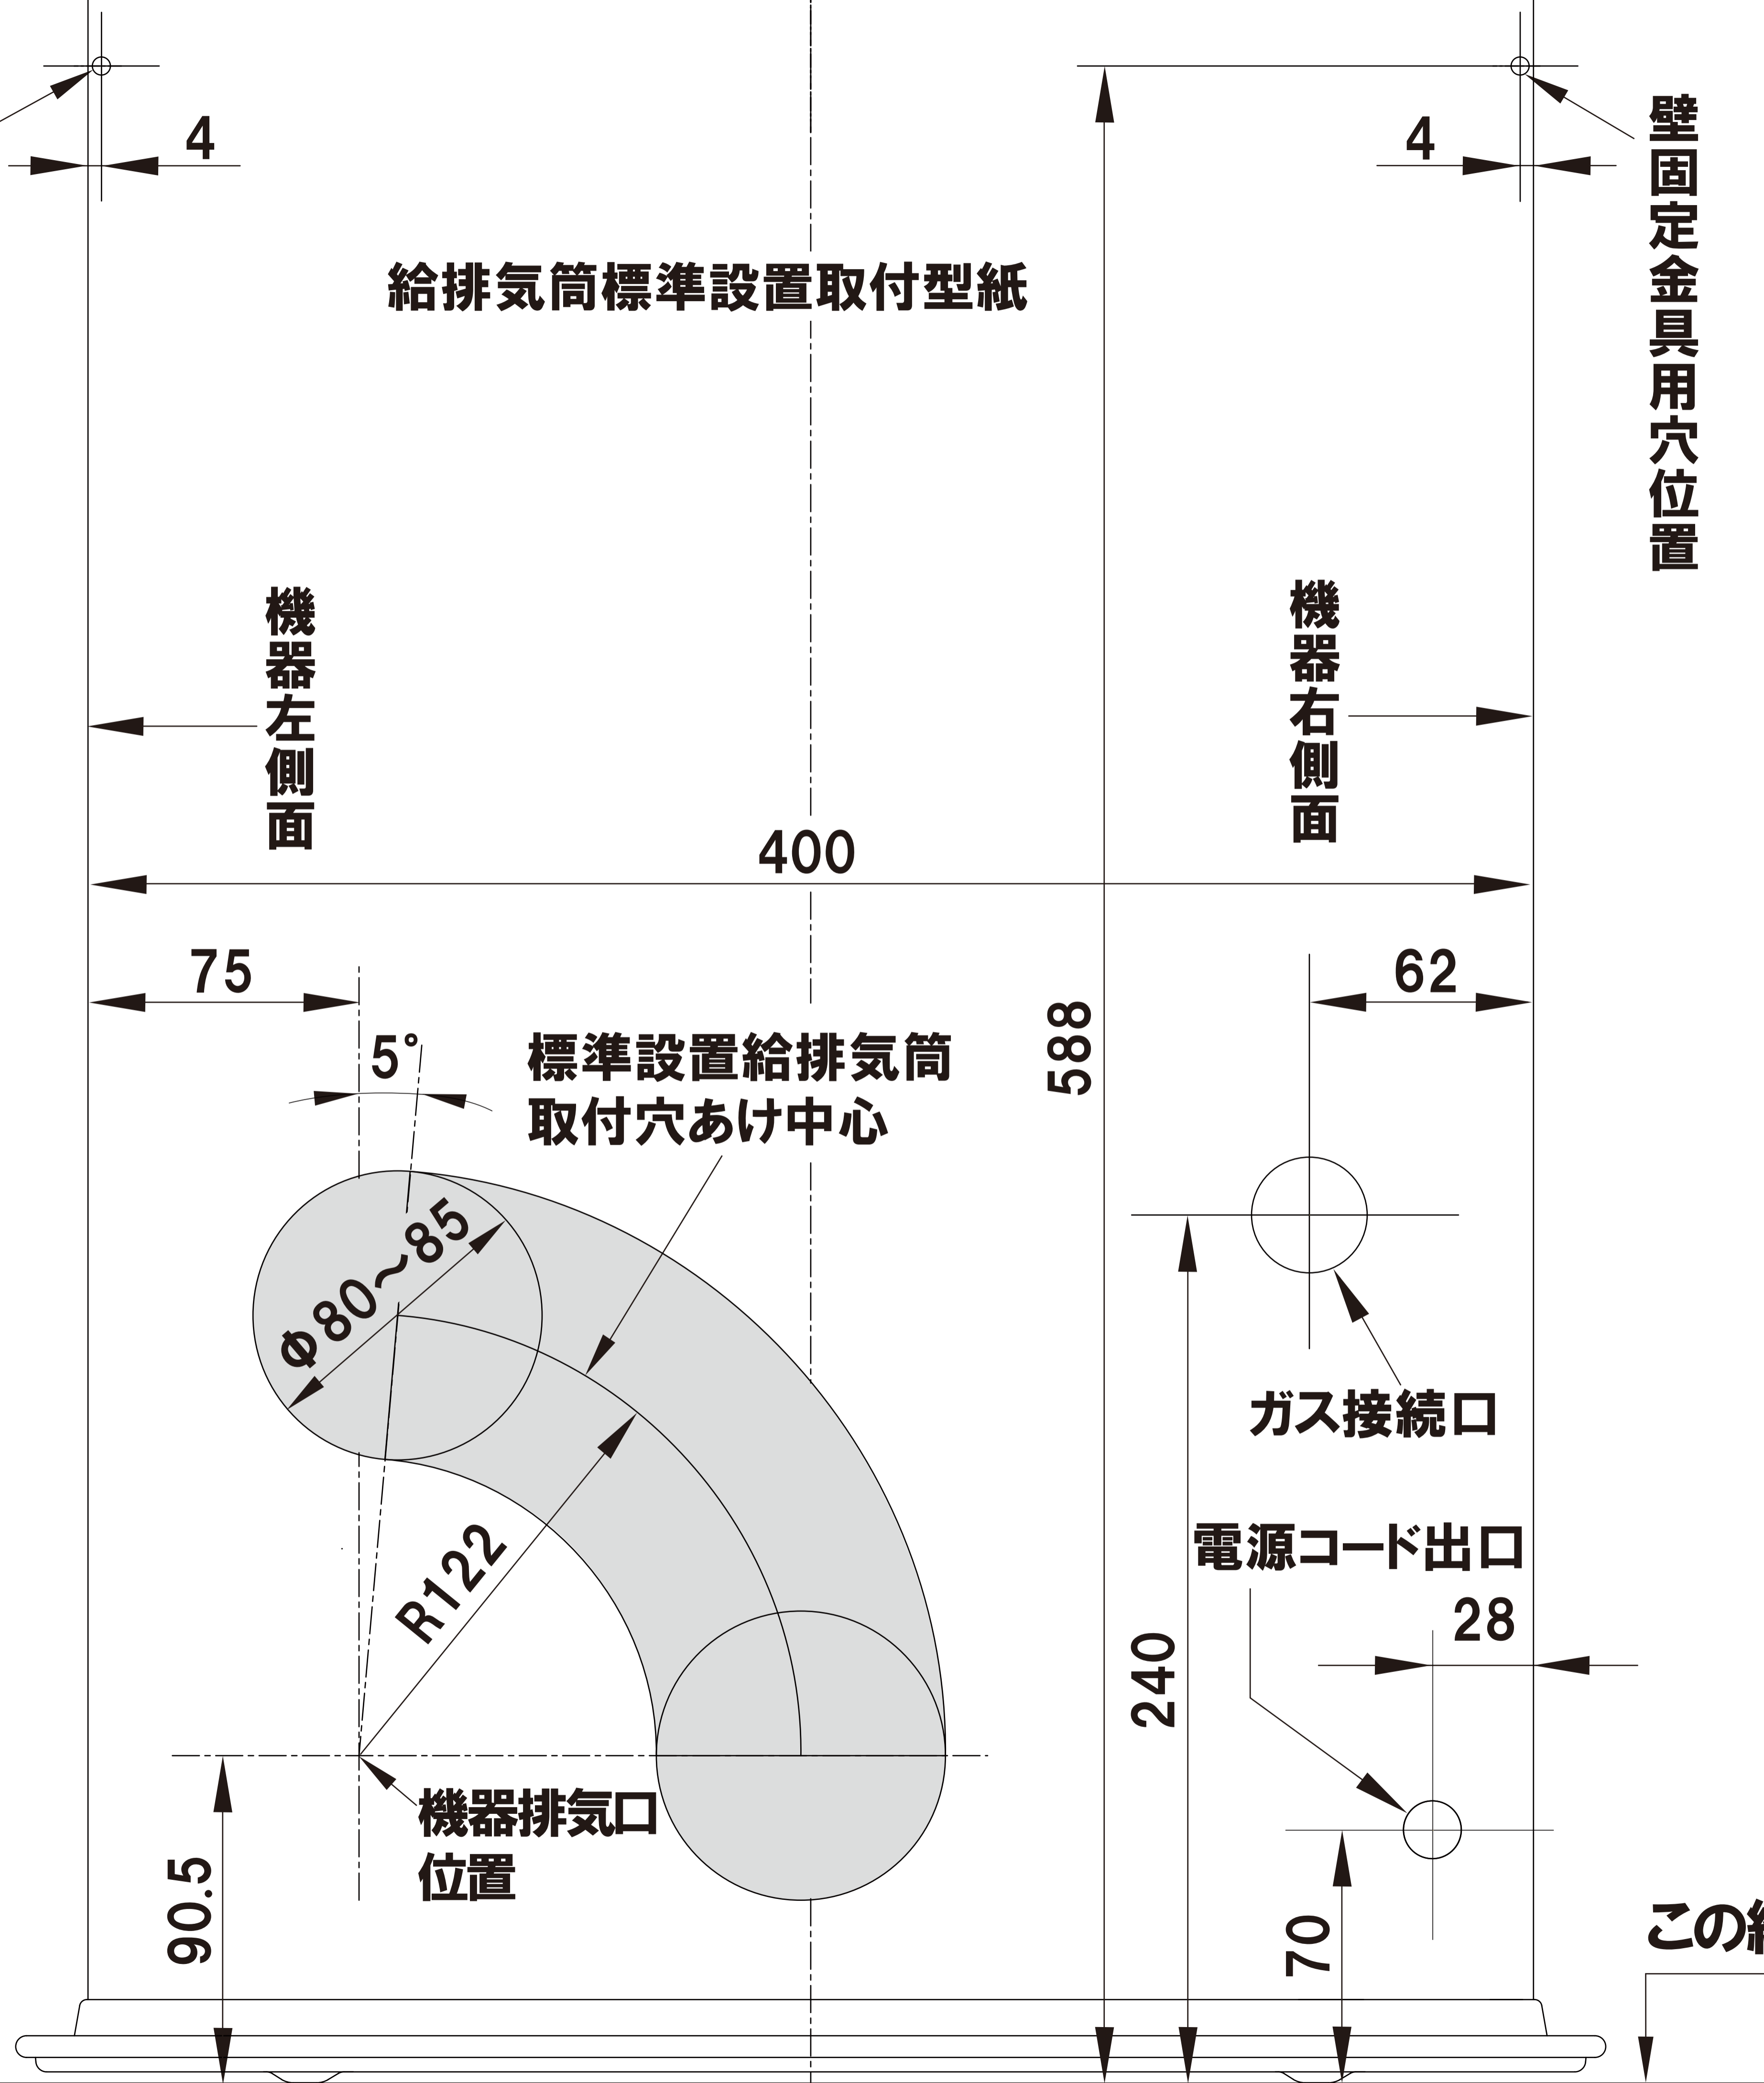 4
4
壁固定金具用穴位置
給排気筒標準設置取付型紙
機器左側面
機器右側面
400
75
62
588
5°
標準設置給排気筒
取付穴あけ中心
Φ80〜85
ガス接続口
R122
電源コード出口
28
240
機器排気口
位置
90.5
70
この